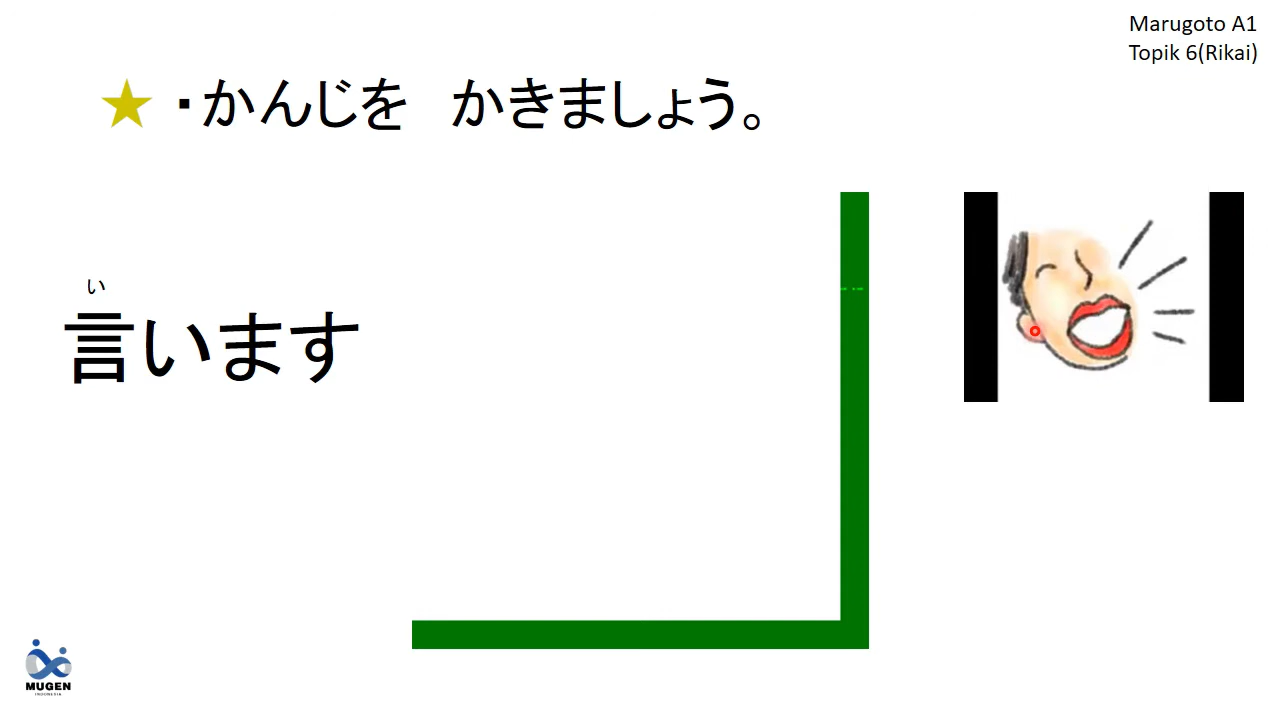 Marugoto A1
Topik 6(Rikai)
★・かんじを　かきましょう。
い
言います
MUGEN
INDONESIA